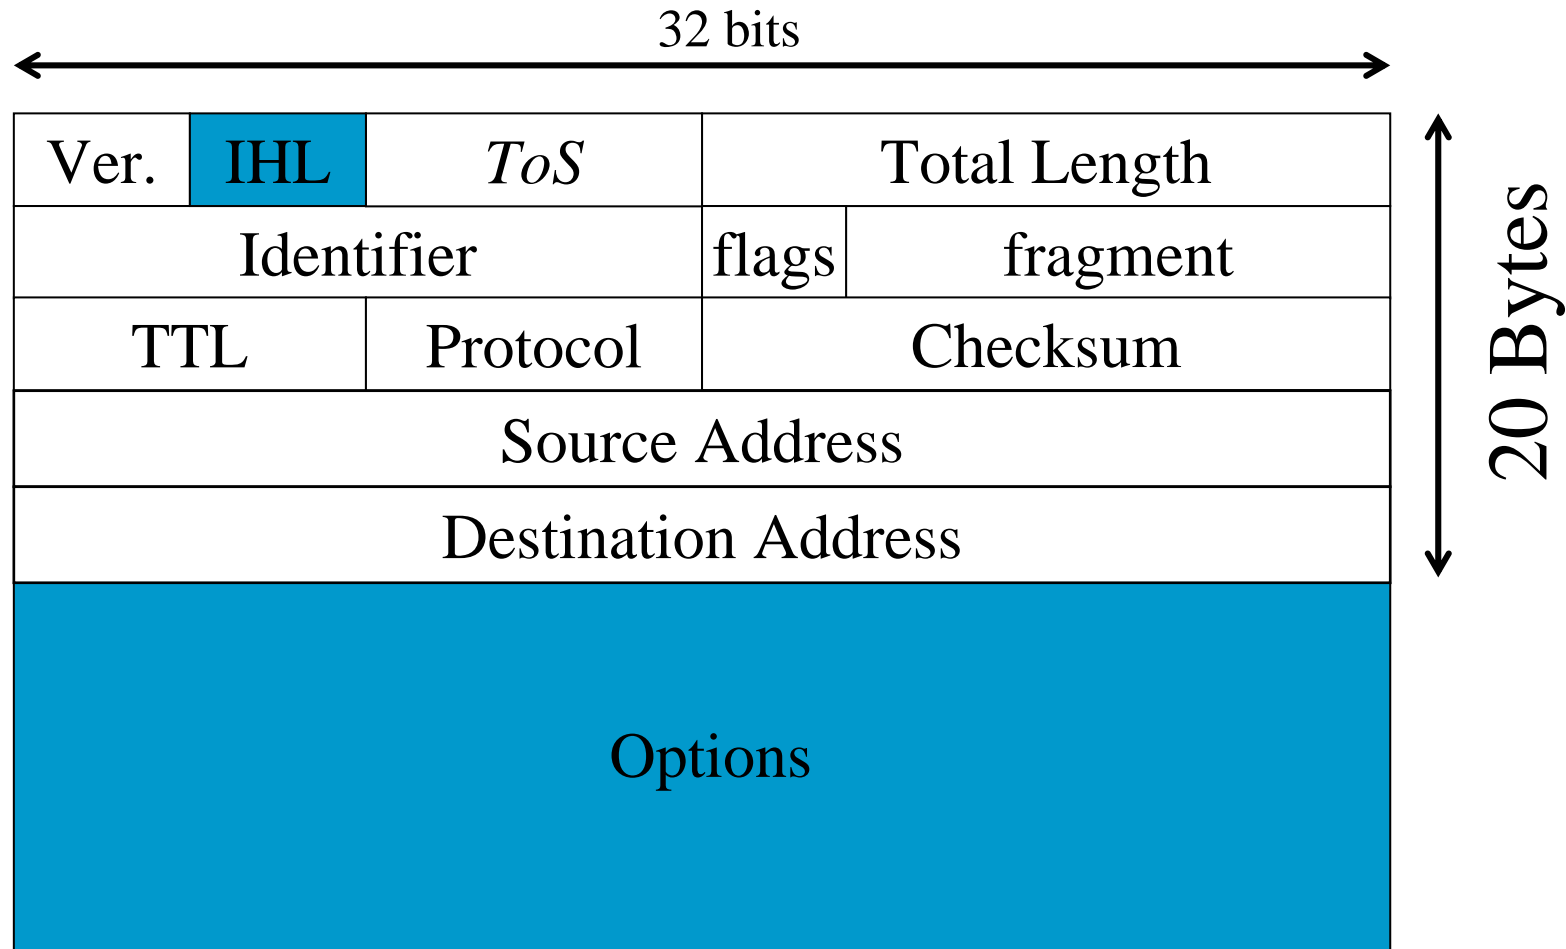 32 bits
Ver. IHL ToS Total Length
Identifier flags fragment
TTL Protocol Checksum
Source Address
Destination Address
Options
20 Bytes